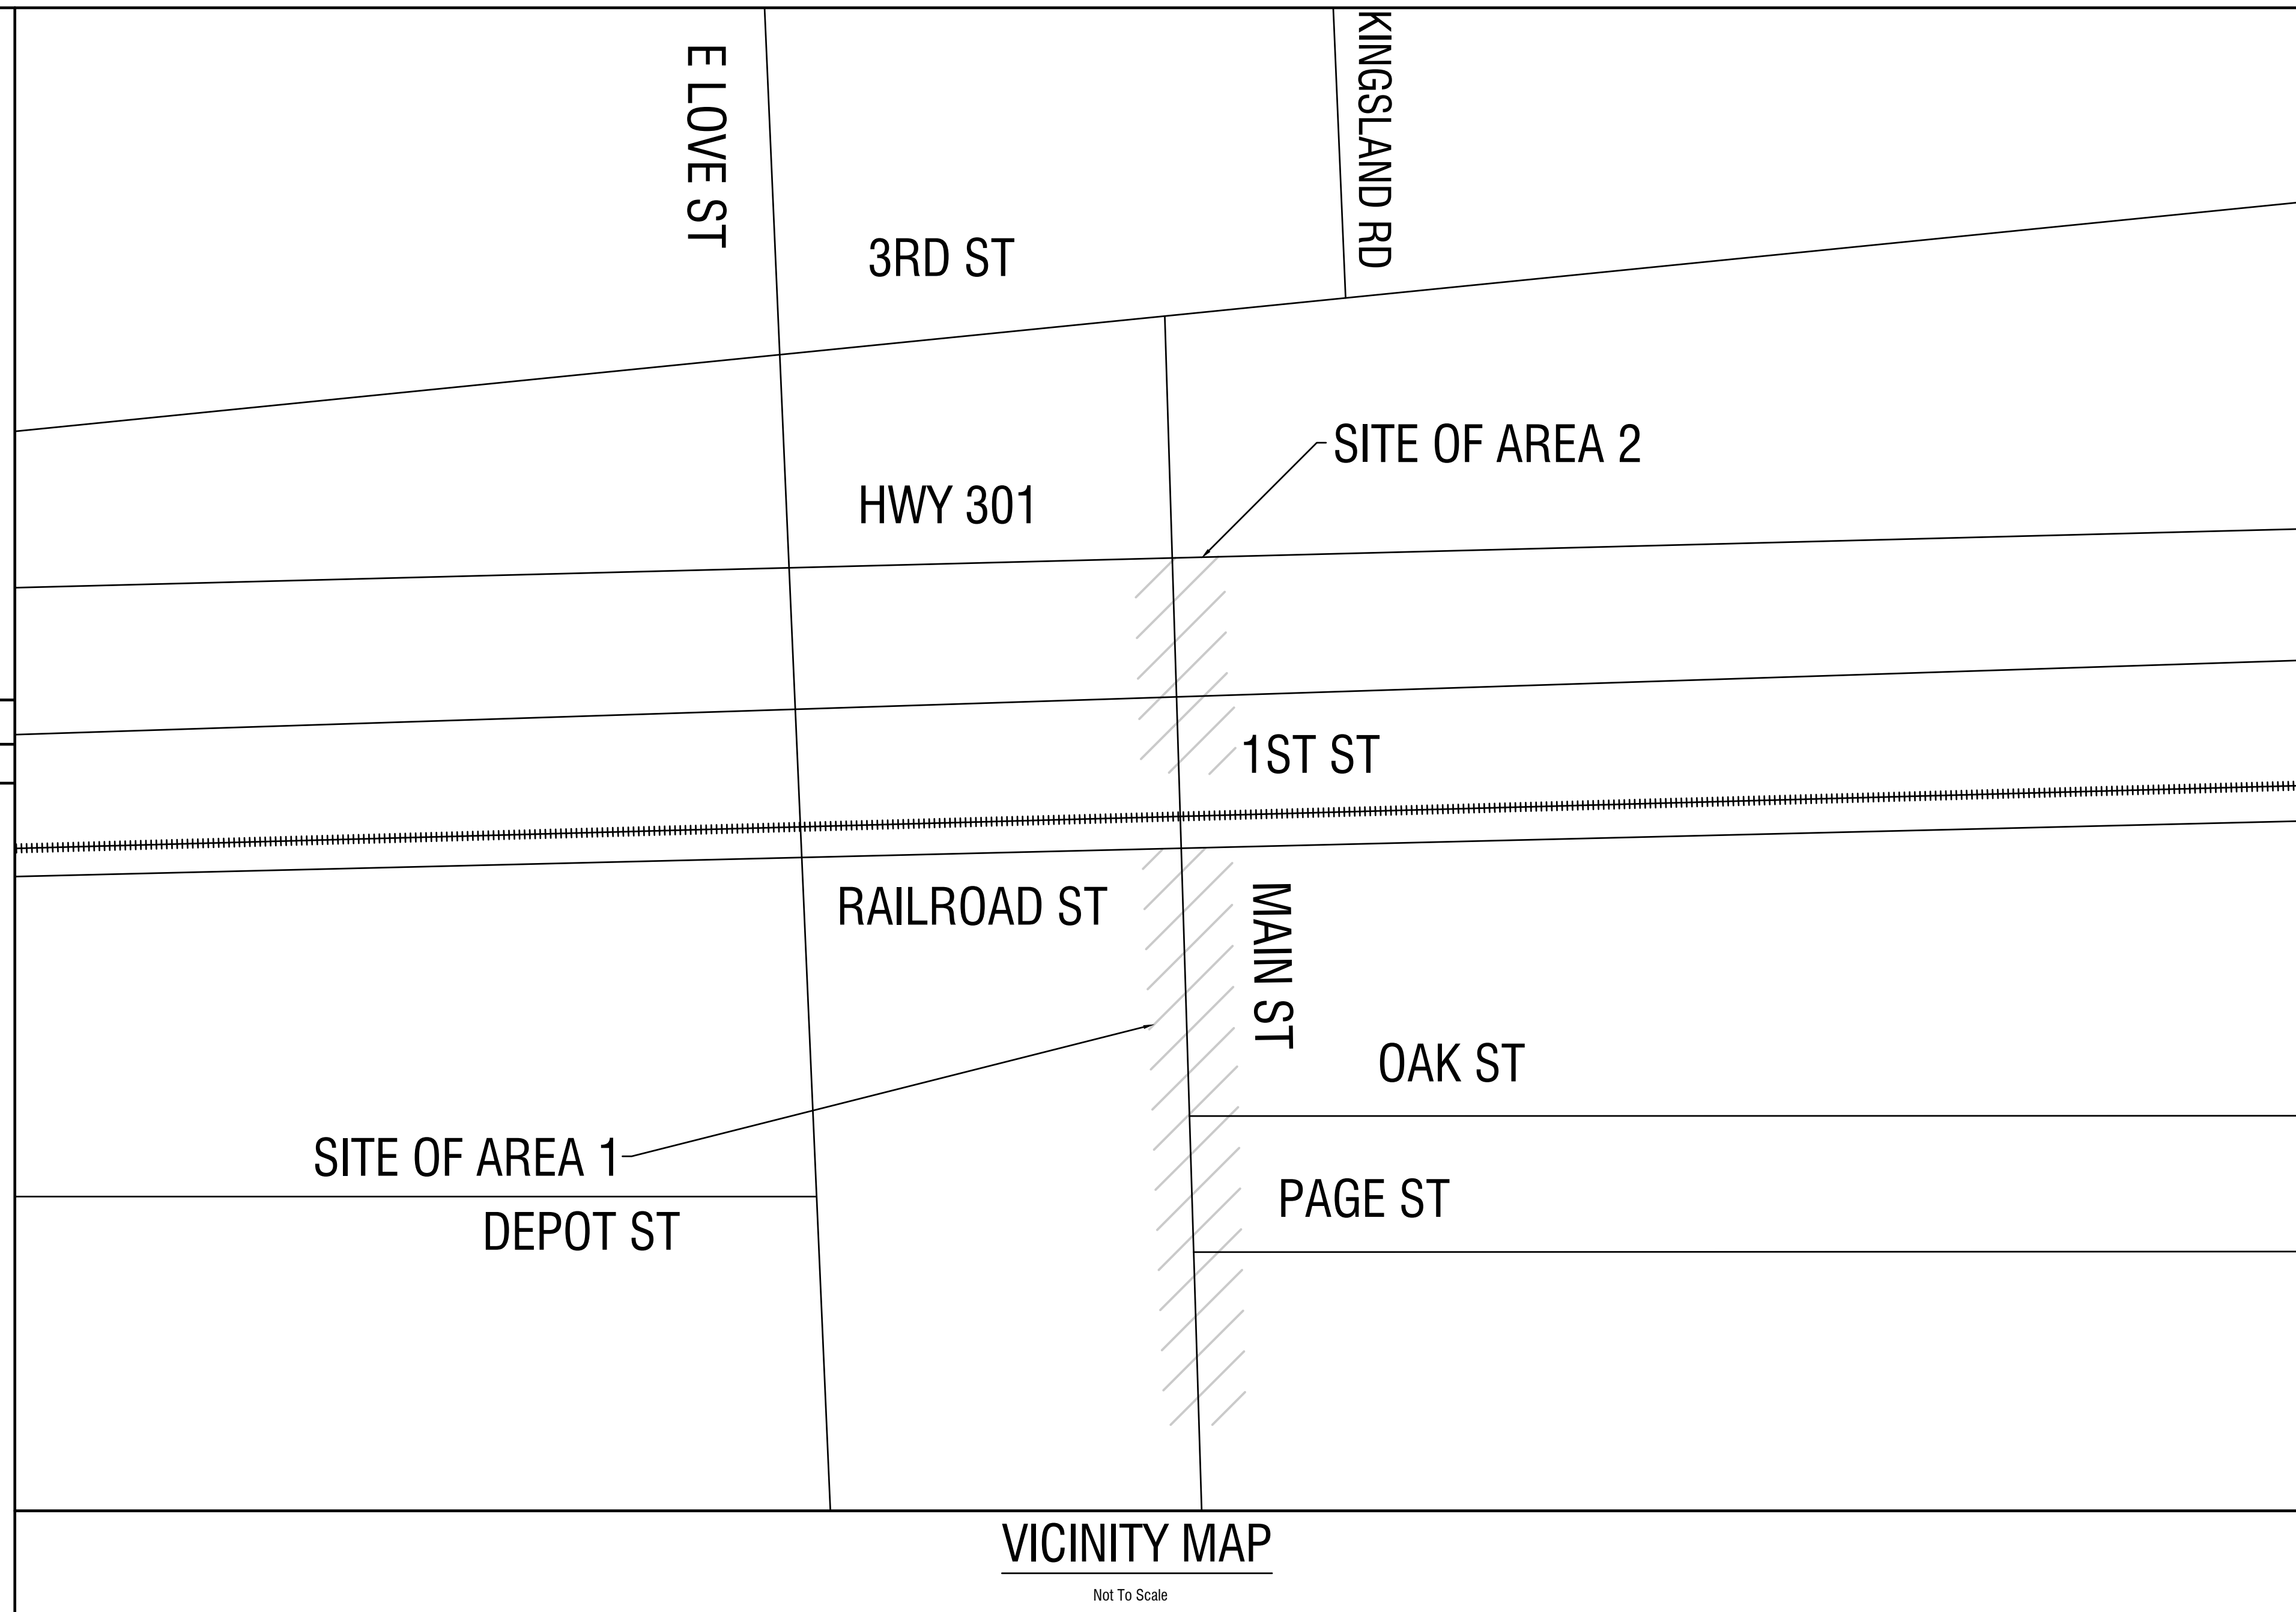 E LOVE ST
KINGSLAND RD
3RD ST
SITE OF AREA 2
HWY 301
1ST ST
RAILROAD ST
MAIN ST
OAK ST
SITE OF AREA 1
PAGE ST
DEPOT ST
VICINITY MAP
Not To Scale